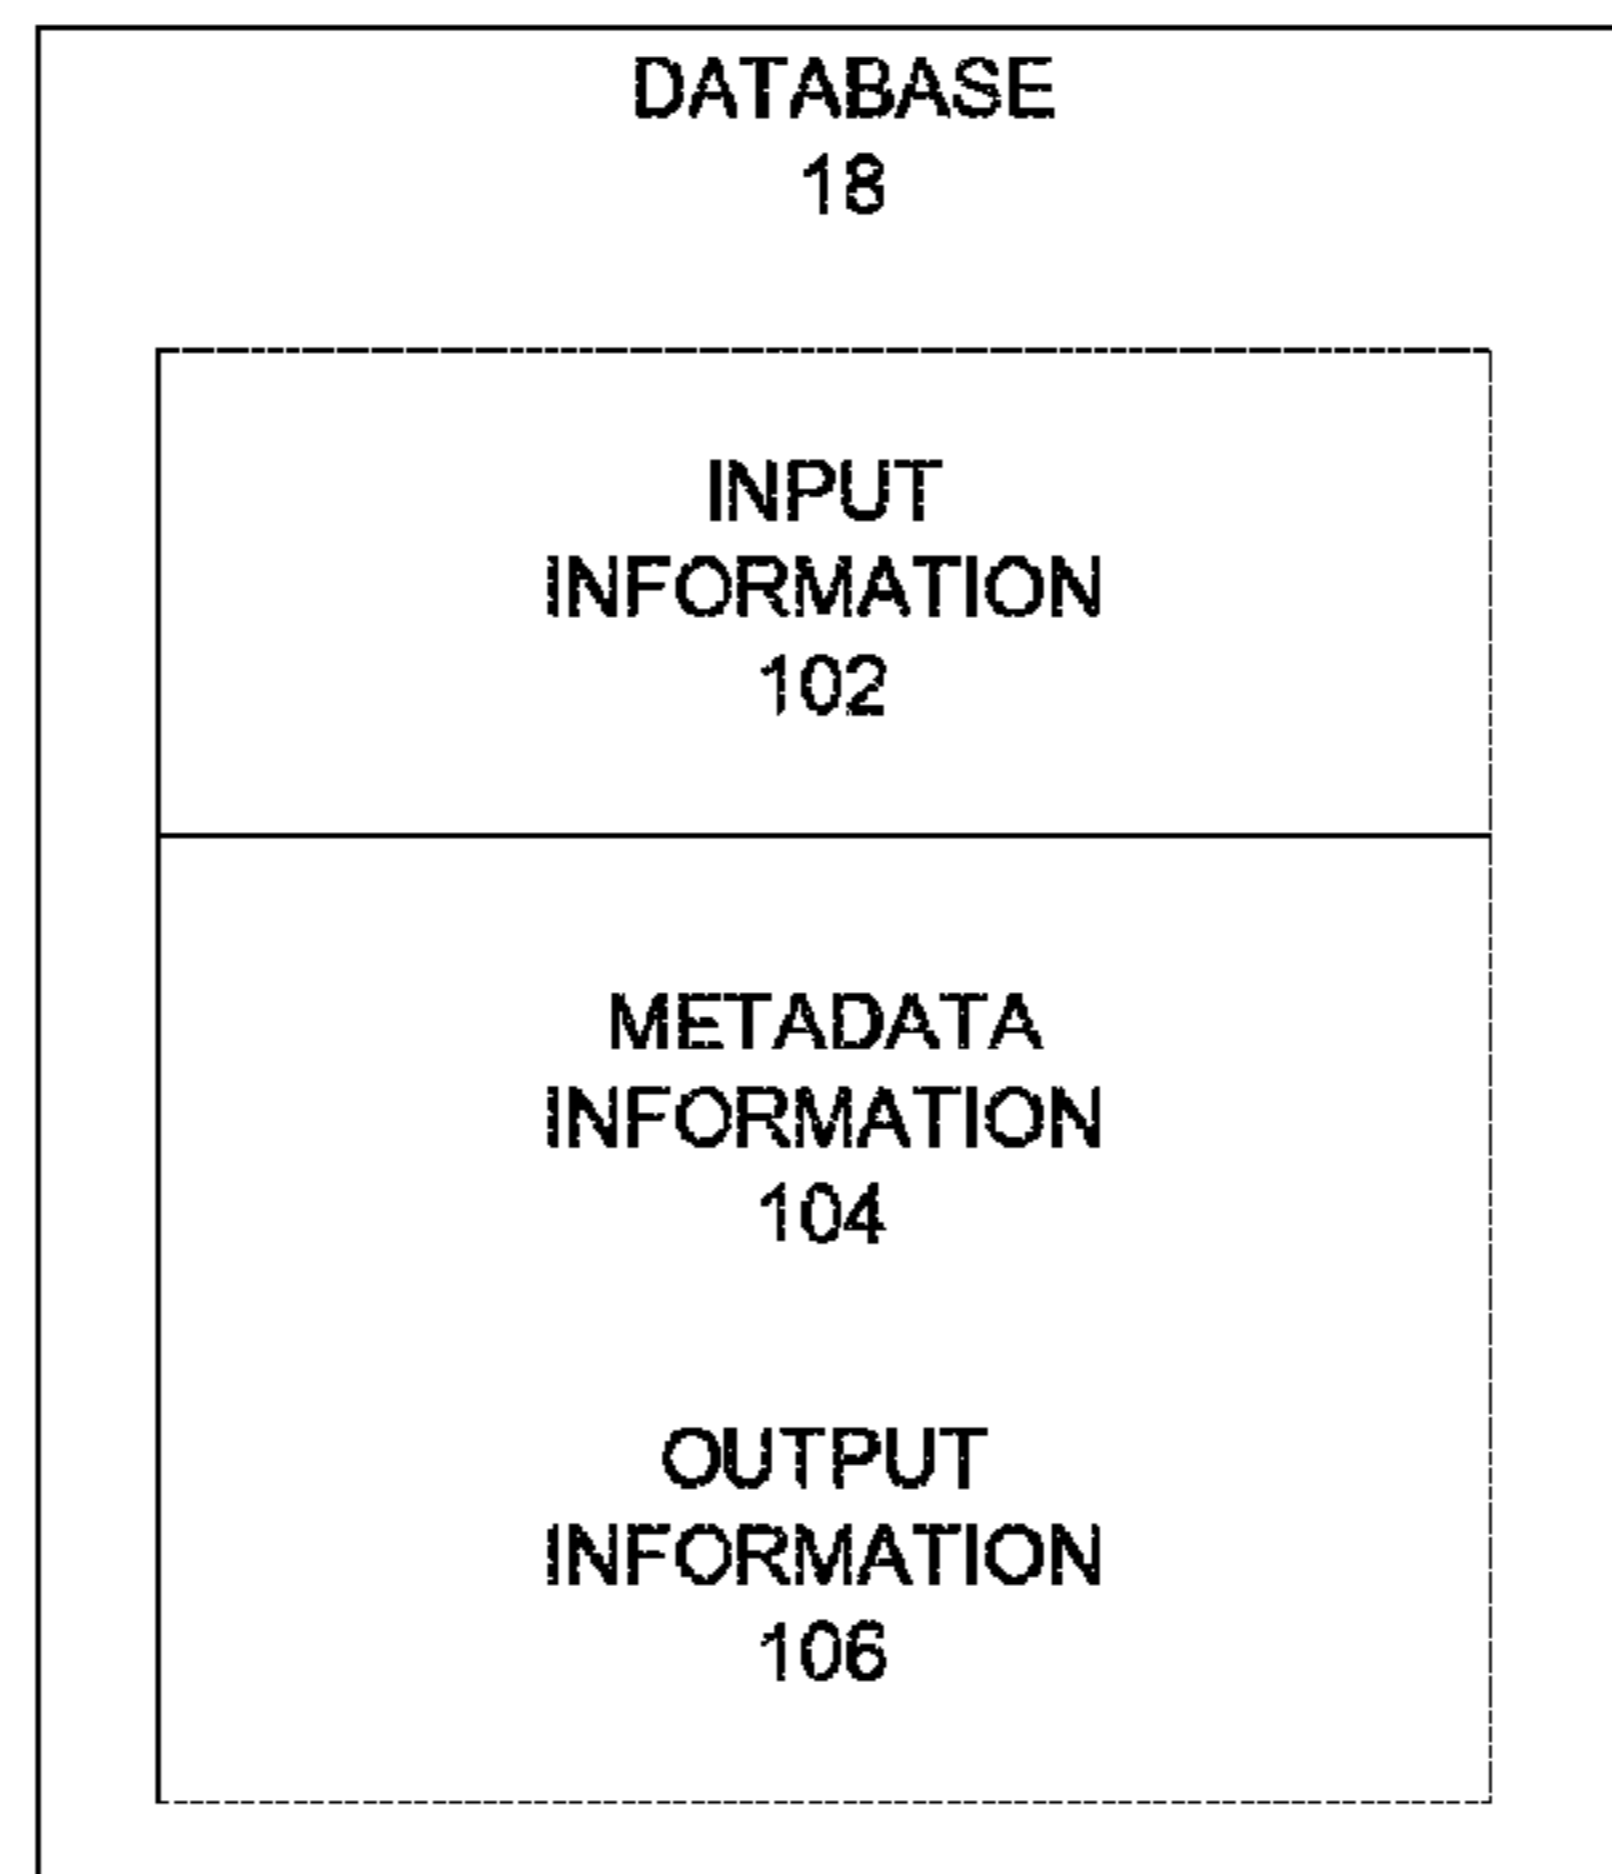 DATABASE
18
INPUT
INFORMATION
102
METADATA
INFORMATION
104
OUTPUT
INFORMATION
106